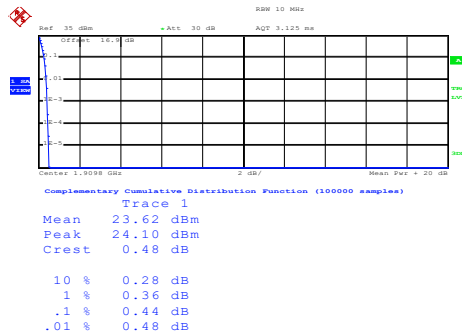 RBW 10 MHz
Ref 35 dBm * Att 30 dB AQT 3.125 ms
Offset 16.9 dB
0.1
0.01
1E-3
1E-4
1E-5
1 SA
VIEW
A
Center 1.9098 GHz 2 dB/ Mean Pwr + 20 dB
Complementary Cumulative Distribution Function (100000 samples)
Trace 1
Mean 23.62 dBm
Peak 24.10 dBm
Crest 0.48 dB
10 % 0.28 dB
1 % 0.36 dB
.1 % 0.44 dB
.01 % 0.48 dB